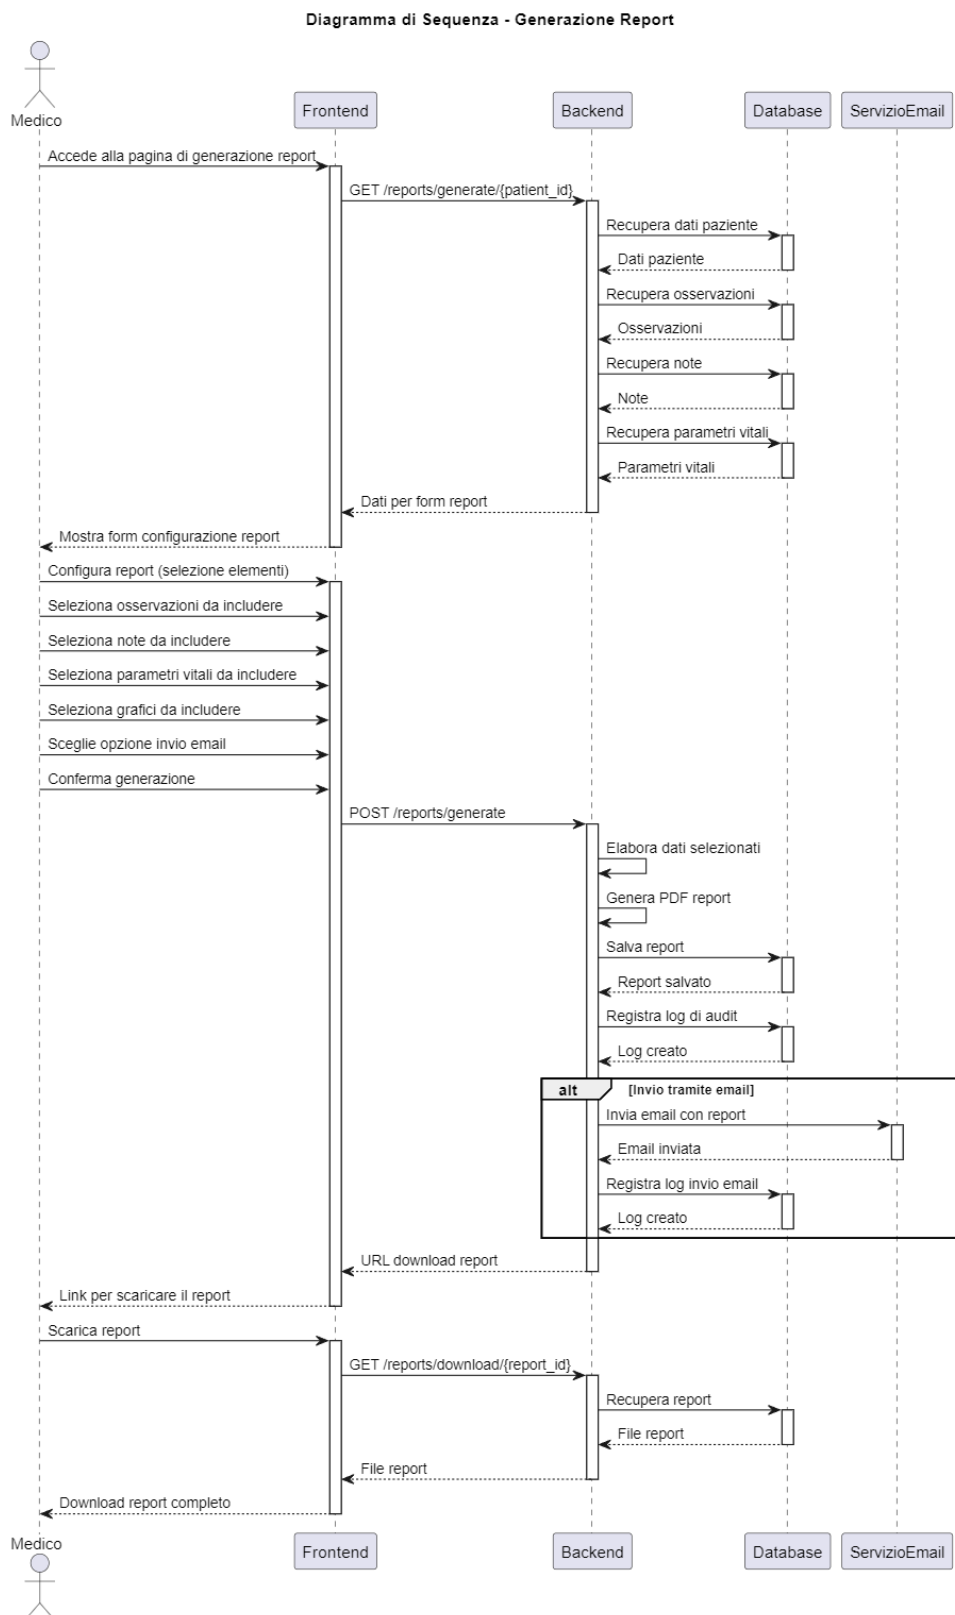 Diagramma di Sequenza - Generazione Report
Medico
Frontend
Backend
Database
ServizioEmail
Accede alla pagina di generazione report
GET /reports/generate/{patient_id}
Recupera dati paziente
Dati paziente
Recupera osservazioni
Osservazioni
Recupera note
Note
Recupera parametri vitali
Parametri vitali
Dati per form report
Mostra form configurazione report
Configura report (selezione elementi)
Seleziona osservazioni da includere
Seleziona note da includere
Seleziona parametri vitali da includere
Seleziona grafici da includere
Sceglie opzione invio email
Conferma generazione
POST /reports/generate
Elabora dati selezionati
Genera PDF report
Salva report
Report salvato
Registra log di audit
Log creato
alt
[Invio tramite email]
Invia email con report
Email inviata
Registra log invio email
Log creato
URL download report
Link per scaricare il report
Scarica report
GET /reports/download/{report_id}
Recupera report
File report
File report
Download report completo
Medico
Frontend
Backend
Database
ServizioEmail